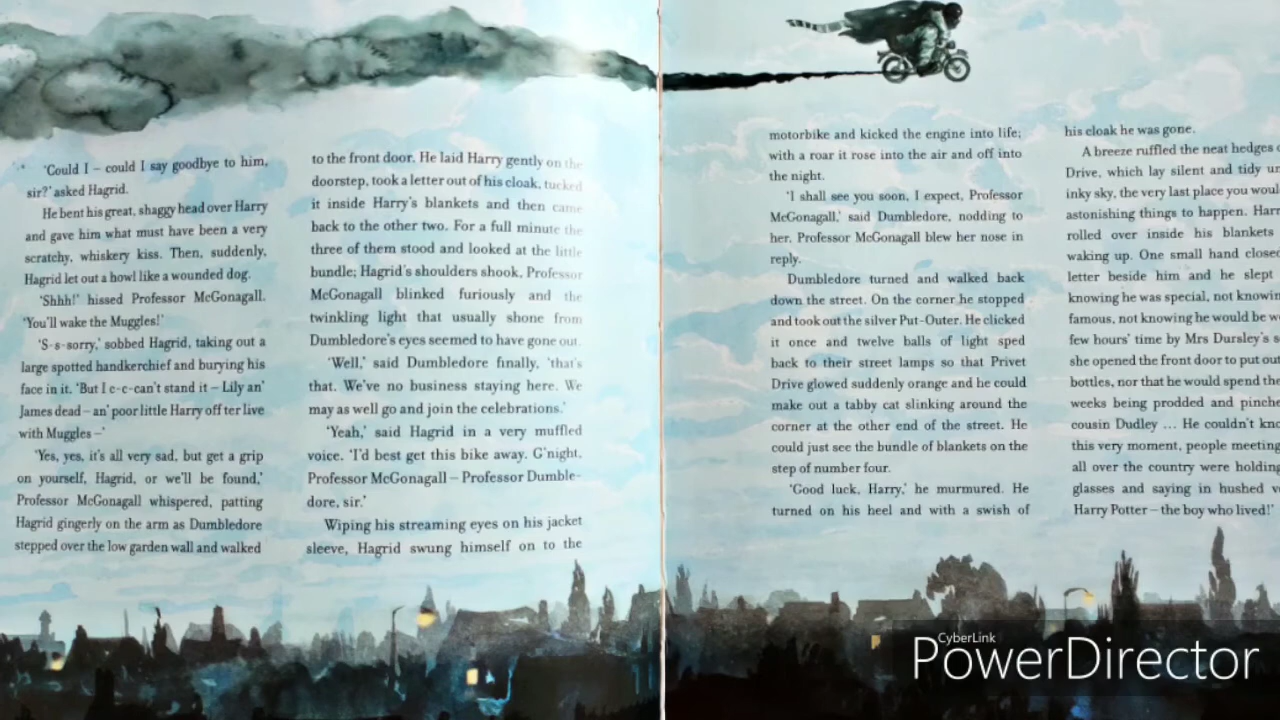 'Could I – could I say goodbye to him,
sir?' asked Hagrid.
He bent his great, shaggy head over Harry
and gave him what must have been a very
scratchy, whiskery kiss. Then, suddenly,
Hagrid let out a howl like a wounded dog.
'Shhh!' hissed Professor McGonagall.
'You'll wake the Muggles!'
'S-s-sorry,' sobbed Hagrid, taking out a
large spotted handkerchief and burying his
face in it. 'But I c-c-can't stand it – Lily an'
James dead – an' poor little Harry off ter live
with Muggles –'
'Yes, yes, it's all very sad, but get a grip
on yourself, Hagrid, or we'll be found,'
Professor McGonagall whispered, patting
Hagrid gingerly on the arm as Dumbledore
stepped over the low garden wall and walked
to the front door. He laid Harry gently on the
doorstep, took a letter out of his cloak, tucked
it inside Harry's blankets and then came
back to the other two. For a full minute the
three of them stood and looked at the little
bundle; Hagrid's shoulders shook, Professor
McGonagall blinked furiously and the
twinkling light that usually shone from
Dumbledore's eyes seemed to have gone out.
'Well,' said Dumbledore finally, 'that's
that. We've no business staying here. We
may as well go and join the celebrations.'
'Yeah,' said Hagrid in a very muffled
voice. 'I'd best get this bike away. G'night,
Professor McGonagall – Professor Dumble-
dore, sir.'
Wiping his streaming eyes on his jacket
sleeve, Hagrid swung himself on to the
motorbike and kicked the engine into life;
with a roar it rose into the air and off into
the night.
'I shall see you soon, I expect, Professor
McGonagall,' said Dumbledore, nodding to
her. Professor McGonagall blew her nose in
reply.
Dumbledore turned and walked back
down the street. On the corner he stopped
and took out the silver Put-Outer. He clicked
it once and twelve balls of light sped
back to their street lamps so that Privet
Drive glowed suddenly orange and he could
make out a tabby cat slinking around the
corner at the other end of the street. He
could just see the bundle of blankets on the
step of number four.
'Good luck, Harry,' he murmured. He
turned on his heel and with a swish of
his cloak he was gone.
A breeze ruffled the neat hedges
Drive, which lay silent and tidy
inky sky, the very last place you
astonishing things to happen.
rolled over inside his blankets
waking up. One small hand closed
letter beside him and he slept
knowing he was special, not
famous, not knowing he would be
few hours' time by Mrs Dursley's
she opened the front door to put
bottles, nor that he would spend
weeks being prodded and
cousin Dudley ... He couldn't
this very moment, people
all over the country were
glasses and saying in hushed
Harry Potter – the boy who lived!'
CyberLink
PowerDirector